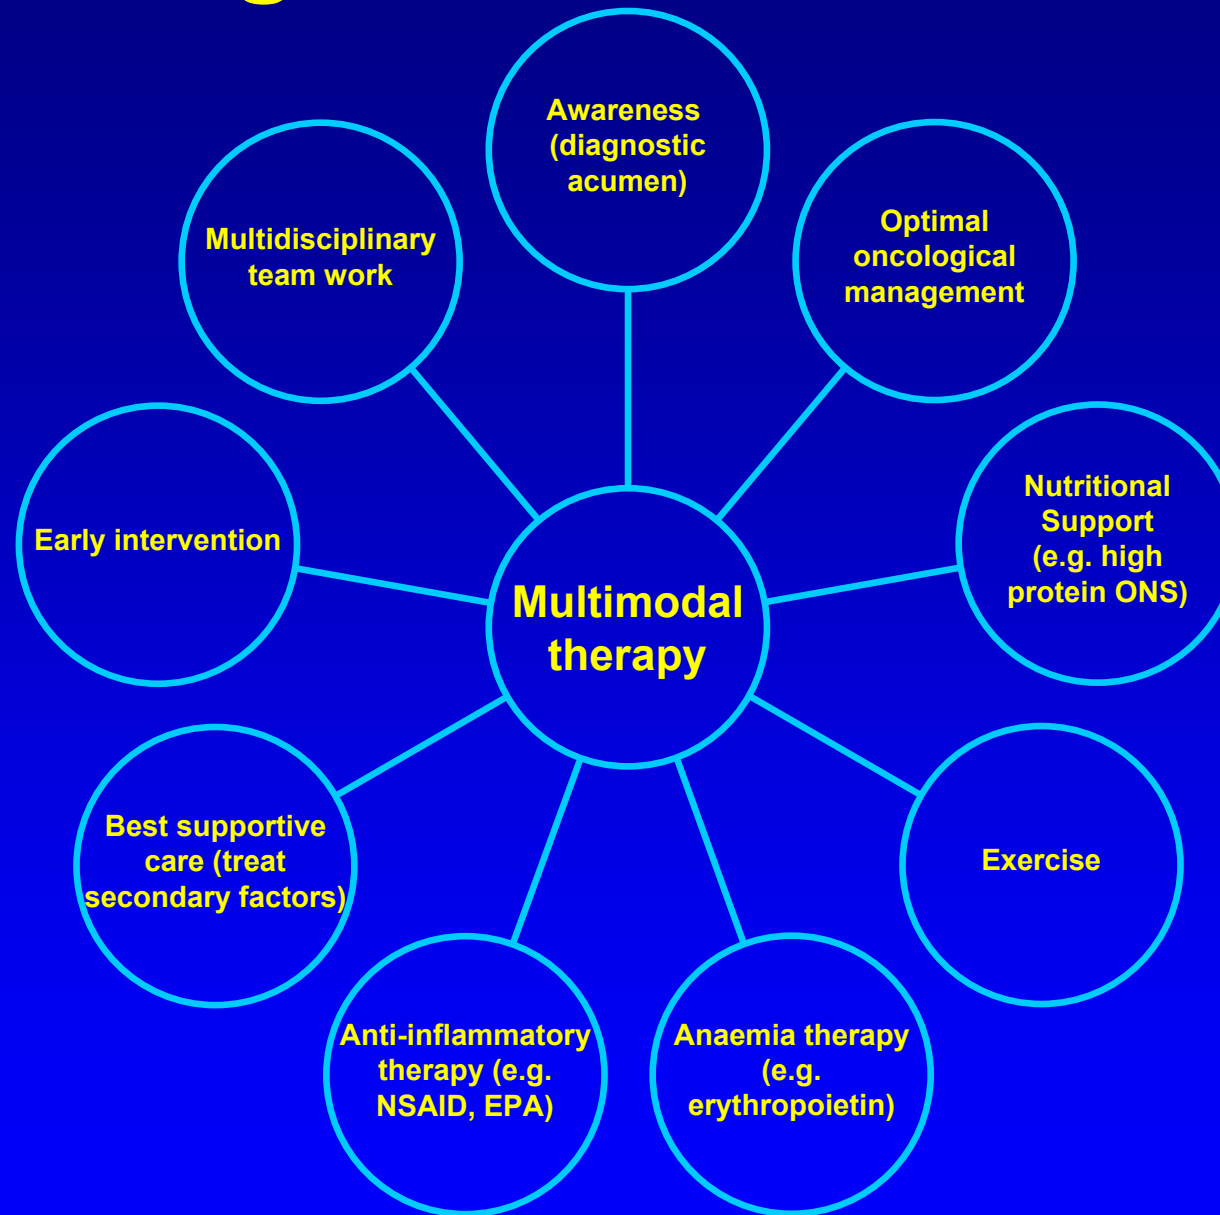 Awareness
(diagnostic
acumen)
Optimal
oncological
management
Nutritional
Support
(e.g. high
protein ONS)
Exercise
Anaemia therapy
(e.g.
erythropoietin)
Anti-inflammatory
therapy (e.g.
NSAID, EPA)
Best supportive
care (treat
secondary factors)
Early intervention
Multidisciplinary
team work
Multimodal
therapy